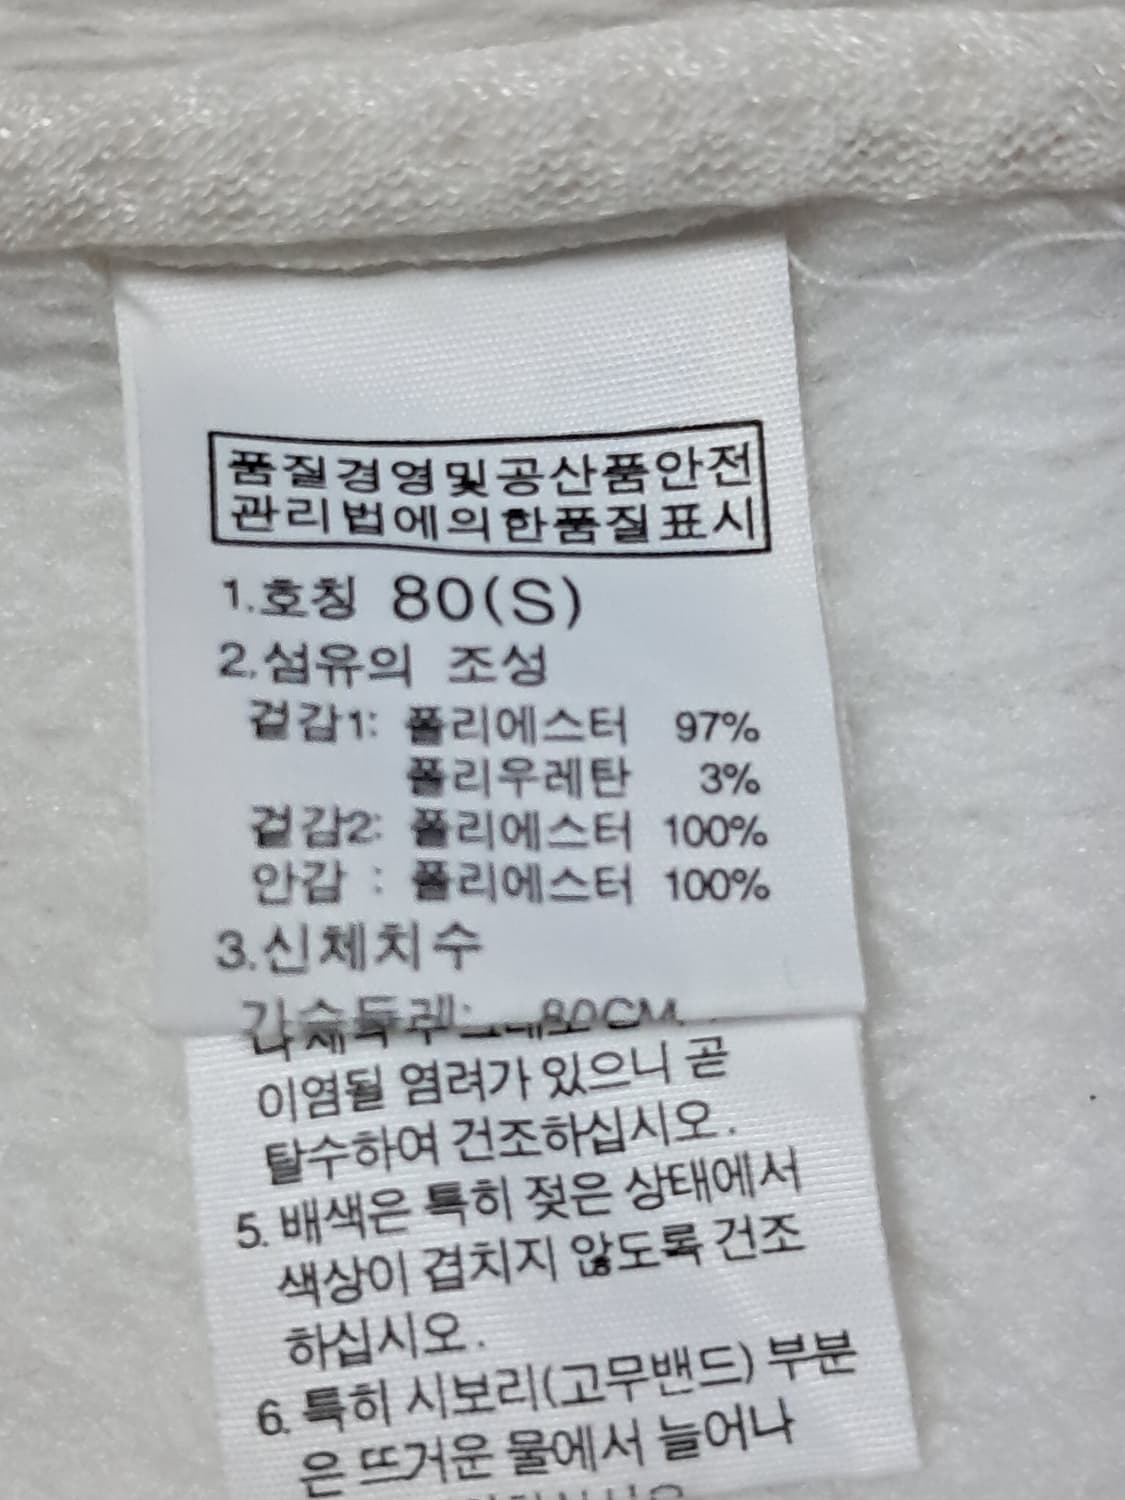 품질경영및공산품안전
관리법에의한품질표시
1.호칭 80(S)
2.섬유의 조성
겉감1: 폴리에스터 97%
폴리우레탄 3%
겉감2: 폴리에스터 100%
안감 : 폴리에스터 100%
3.신체치수
가슴둘레: 80CM
이염될 염려가 있으니 곧
탈수하여 건조하십시오.
5. 배색은 특히 젖은 상태에서
색상이 겹치지 않도록 건조
하십시오.
6. 특히 시보리(고무밴드) 부분
은 뜨거운 물에서 늘어나